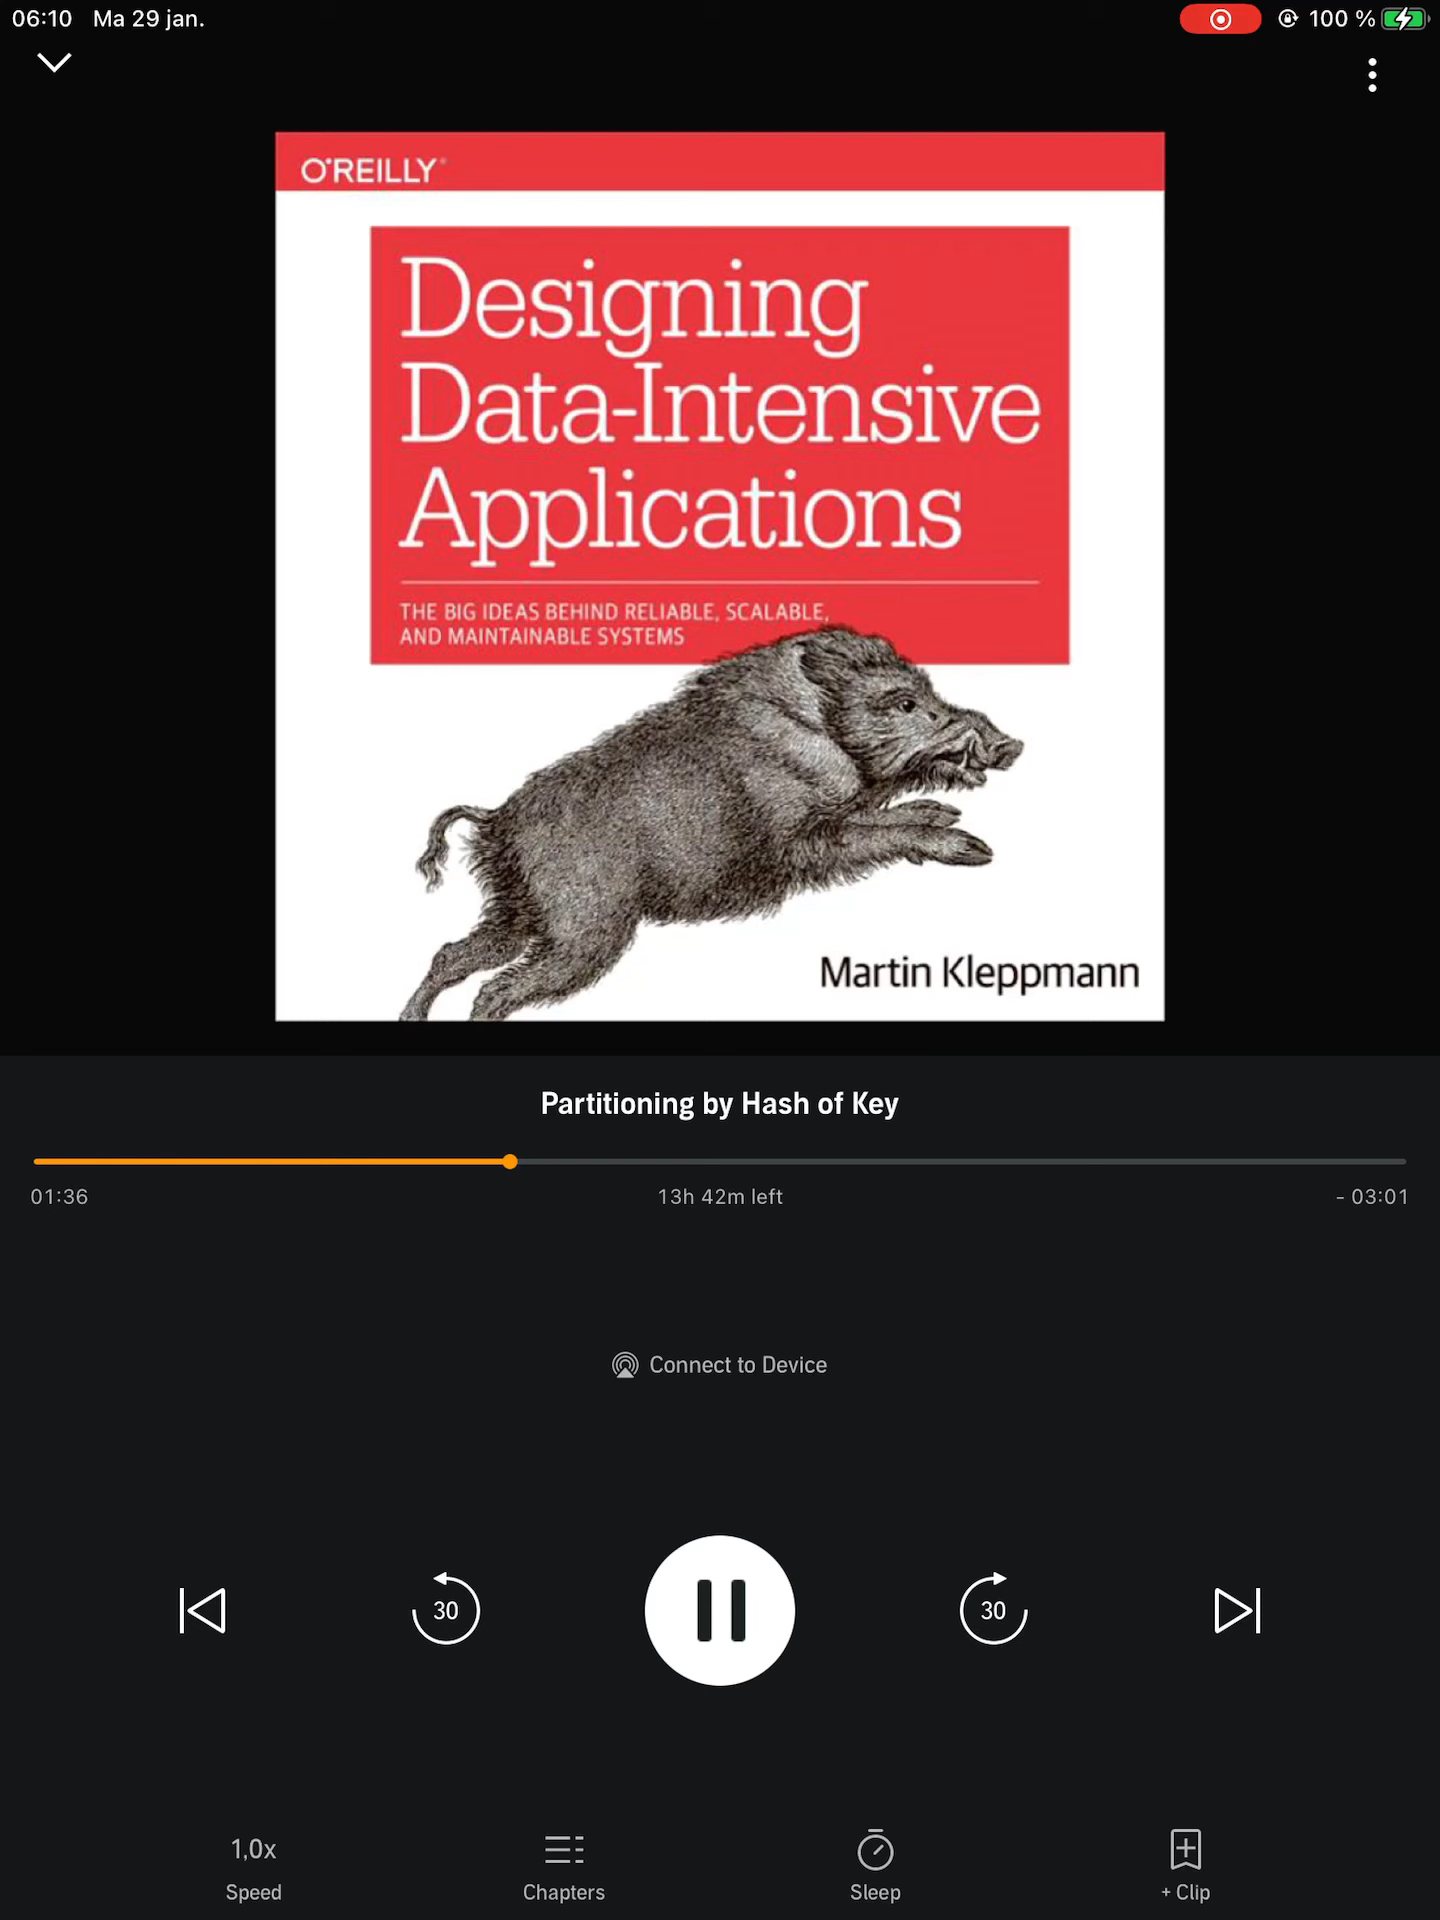 06:10 Ma 29 jan. 100 %
O'REILLY
Designing
Data-Intensive
Applications
THE BIG IDEAS BEHIND RELIABLE, SCALABLE,
AND MAINTAINABLE SYSTEMS
Martin Kleppmann
Partitioning by Hash of Key
01:36 13h 42m left - 03:01
Connect to Device
30 30
1,0x
Speed Chapters Sleep + Clip